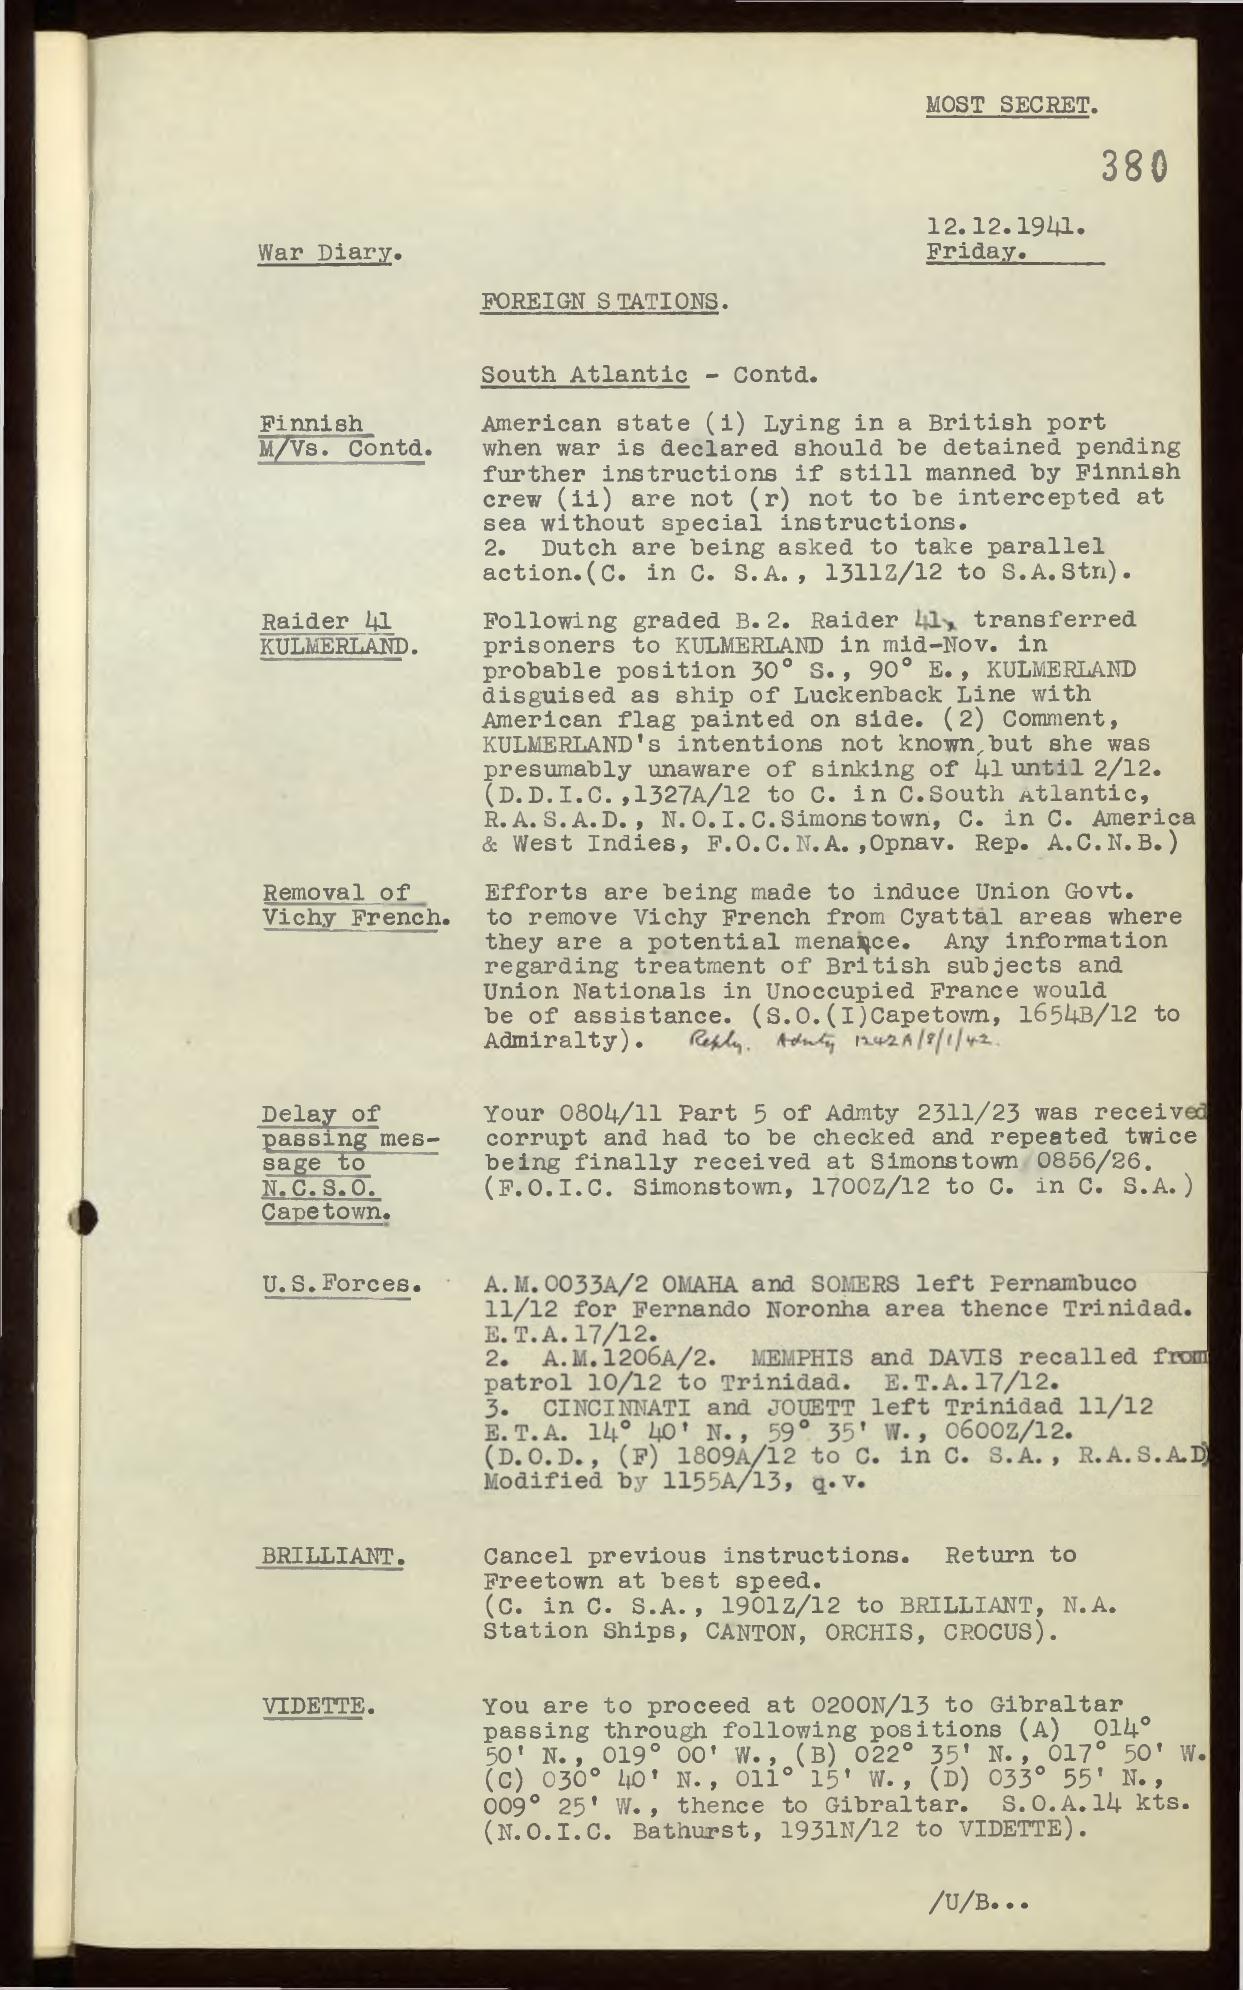 MOST SECRET.
380
12.12.1941.
War Diary.
Friday.
FOREIGN STATIONS.
South Atlantic - Contd.
Finnish
M/Vs. Contd.
American state (i) Lying in a British port
when war is declared should be detained pending
further instructions if still manned by Finnish
crew (ii) are not (r) not to be intercepted at
sea without special instructions.
2. Dutch are being asked to take parallel
action.(C. in C. S.A., 1311Z/12 to S.A.Stn).
Raider 41
KULMERLAND.
Following graded B.2. Raider 41, transferred
prisoners to KULMERLAND in mid-Nov. in
probable position 30° S., 90° E., KULMERLAND
disguised as ship of Luckenback Line with
American flag painted on side. (2) Comment,
KULMERLAND's intentions not known, but she was
presumably unaware of sinking of 41 until 2/12.
(D.D.I.C.,1327A/12 to C. in C.South Atlantic,
R.A.S.A.D., N.O.I.C.Simonstown, C. in C. America
& West Indies, F.O.C.N.A.,Opnav. Rep. A.C.N.B.)
Removal of
Vichy French.
Efforts are being made to induce Union Govt.
to remove Vichy French from Cyattal areas where
they are a potential menance. Any information
regarding treatment of British subjects and
Union Nationals in Unoccupied France would
be of assistance. (S.O.(I)Capetown, 1654B/12 to
Admiralty). Reply. Admty 1242A/8/1/42.
Delay of
passing mes-
sage to
N.C.S.O.
Capetown.
Your 0804/11 Part 5 of Admty 2311/23 was received
corrupt and had to be checked and repeated twice
being finally received at Simonstown 0856/26.
(F.O.I.C. Simonstown, 1700Z/12 to C. in C. S.A.)
U.S.Forces.
A.M.0033A/2 OMAHA and SOMERS left Pernambuco
11/12 for Fernando Noronha area thence Trinidad.
E.T.A.17/12.
2. A.M.1206A/2. MEMPHIS and DAVIS recalled from
patrol 10/12 to Trinidad. E.T.A.17/12.
3. CINCINNATI and JOUETT left Trinidad 11/12
E.T.A. 14° 40' N., 59° 35' W., 0600Z/12.
(D.O.D., (F) 1809A/12 to C. in C. S.A., R.A.S.A.D)
Modified by 1155A/13, q.v.
BRILLIANT.
Cancel previous instructions. Return to
Freetown at best speed.
(C. in C. S.A., 1901Z/12 to BRILLIANT, N.A.
Station Ships, CANTON, ORCHIS, CROCUS).
VIDETTE.
You are to proceed at 0200N/13 to Gibraltar
passing through following positions (A) 014°
50' N., 019° 00' W., (B) 022° 35' N., 017° 50' W.
(C) 030° 40' N., 011° 15' W., (D) 033° 55' N.,
009° 25' W., thence to Gibraltar. S.O.A.14 kts.
(N.O.I.C. Bathurst, 1931N/12 to VIDETTE).
/U/B...